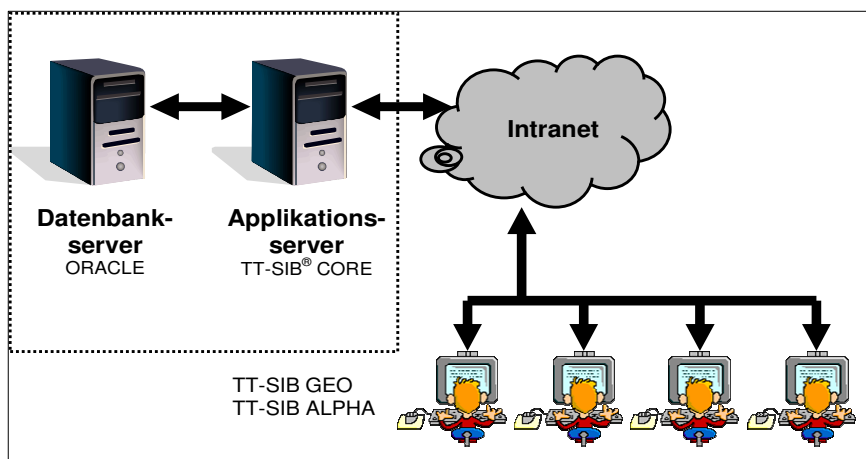 Intranet
Datenbank-
server
ORACLE
Applikations-
server
TT-SIB® CORE
TT-SIB GEO
TT-SIB ALPHA